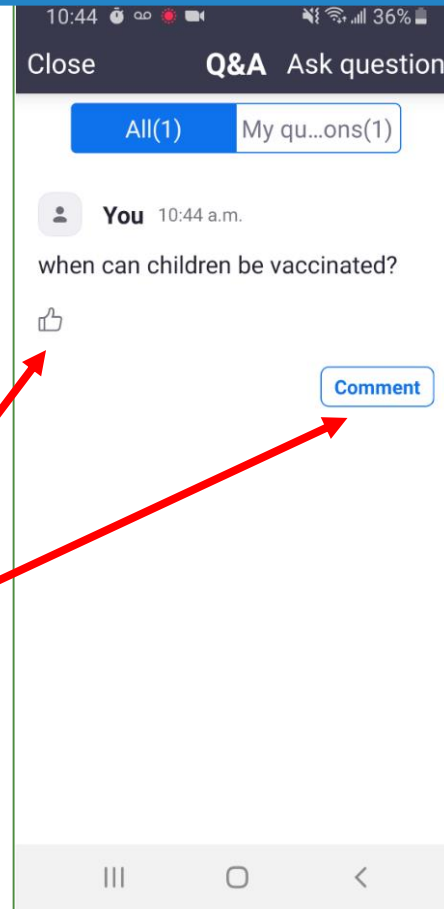 10:44 36%
Close Q&A Ask question
All(1) My qu...ons(1)
You 10:44 a.m.
when can children be vaccinated?
Comment